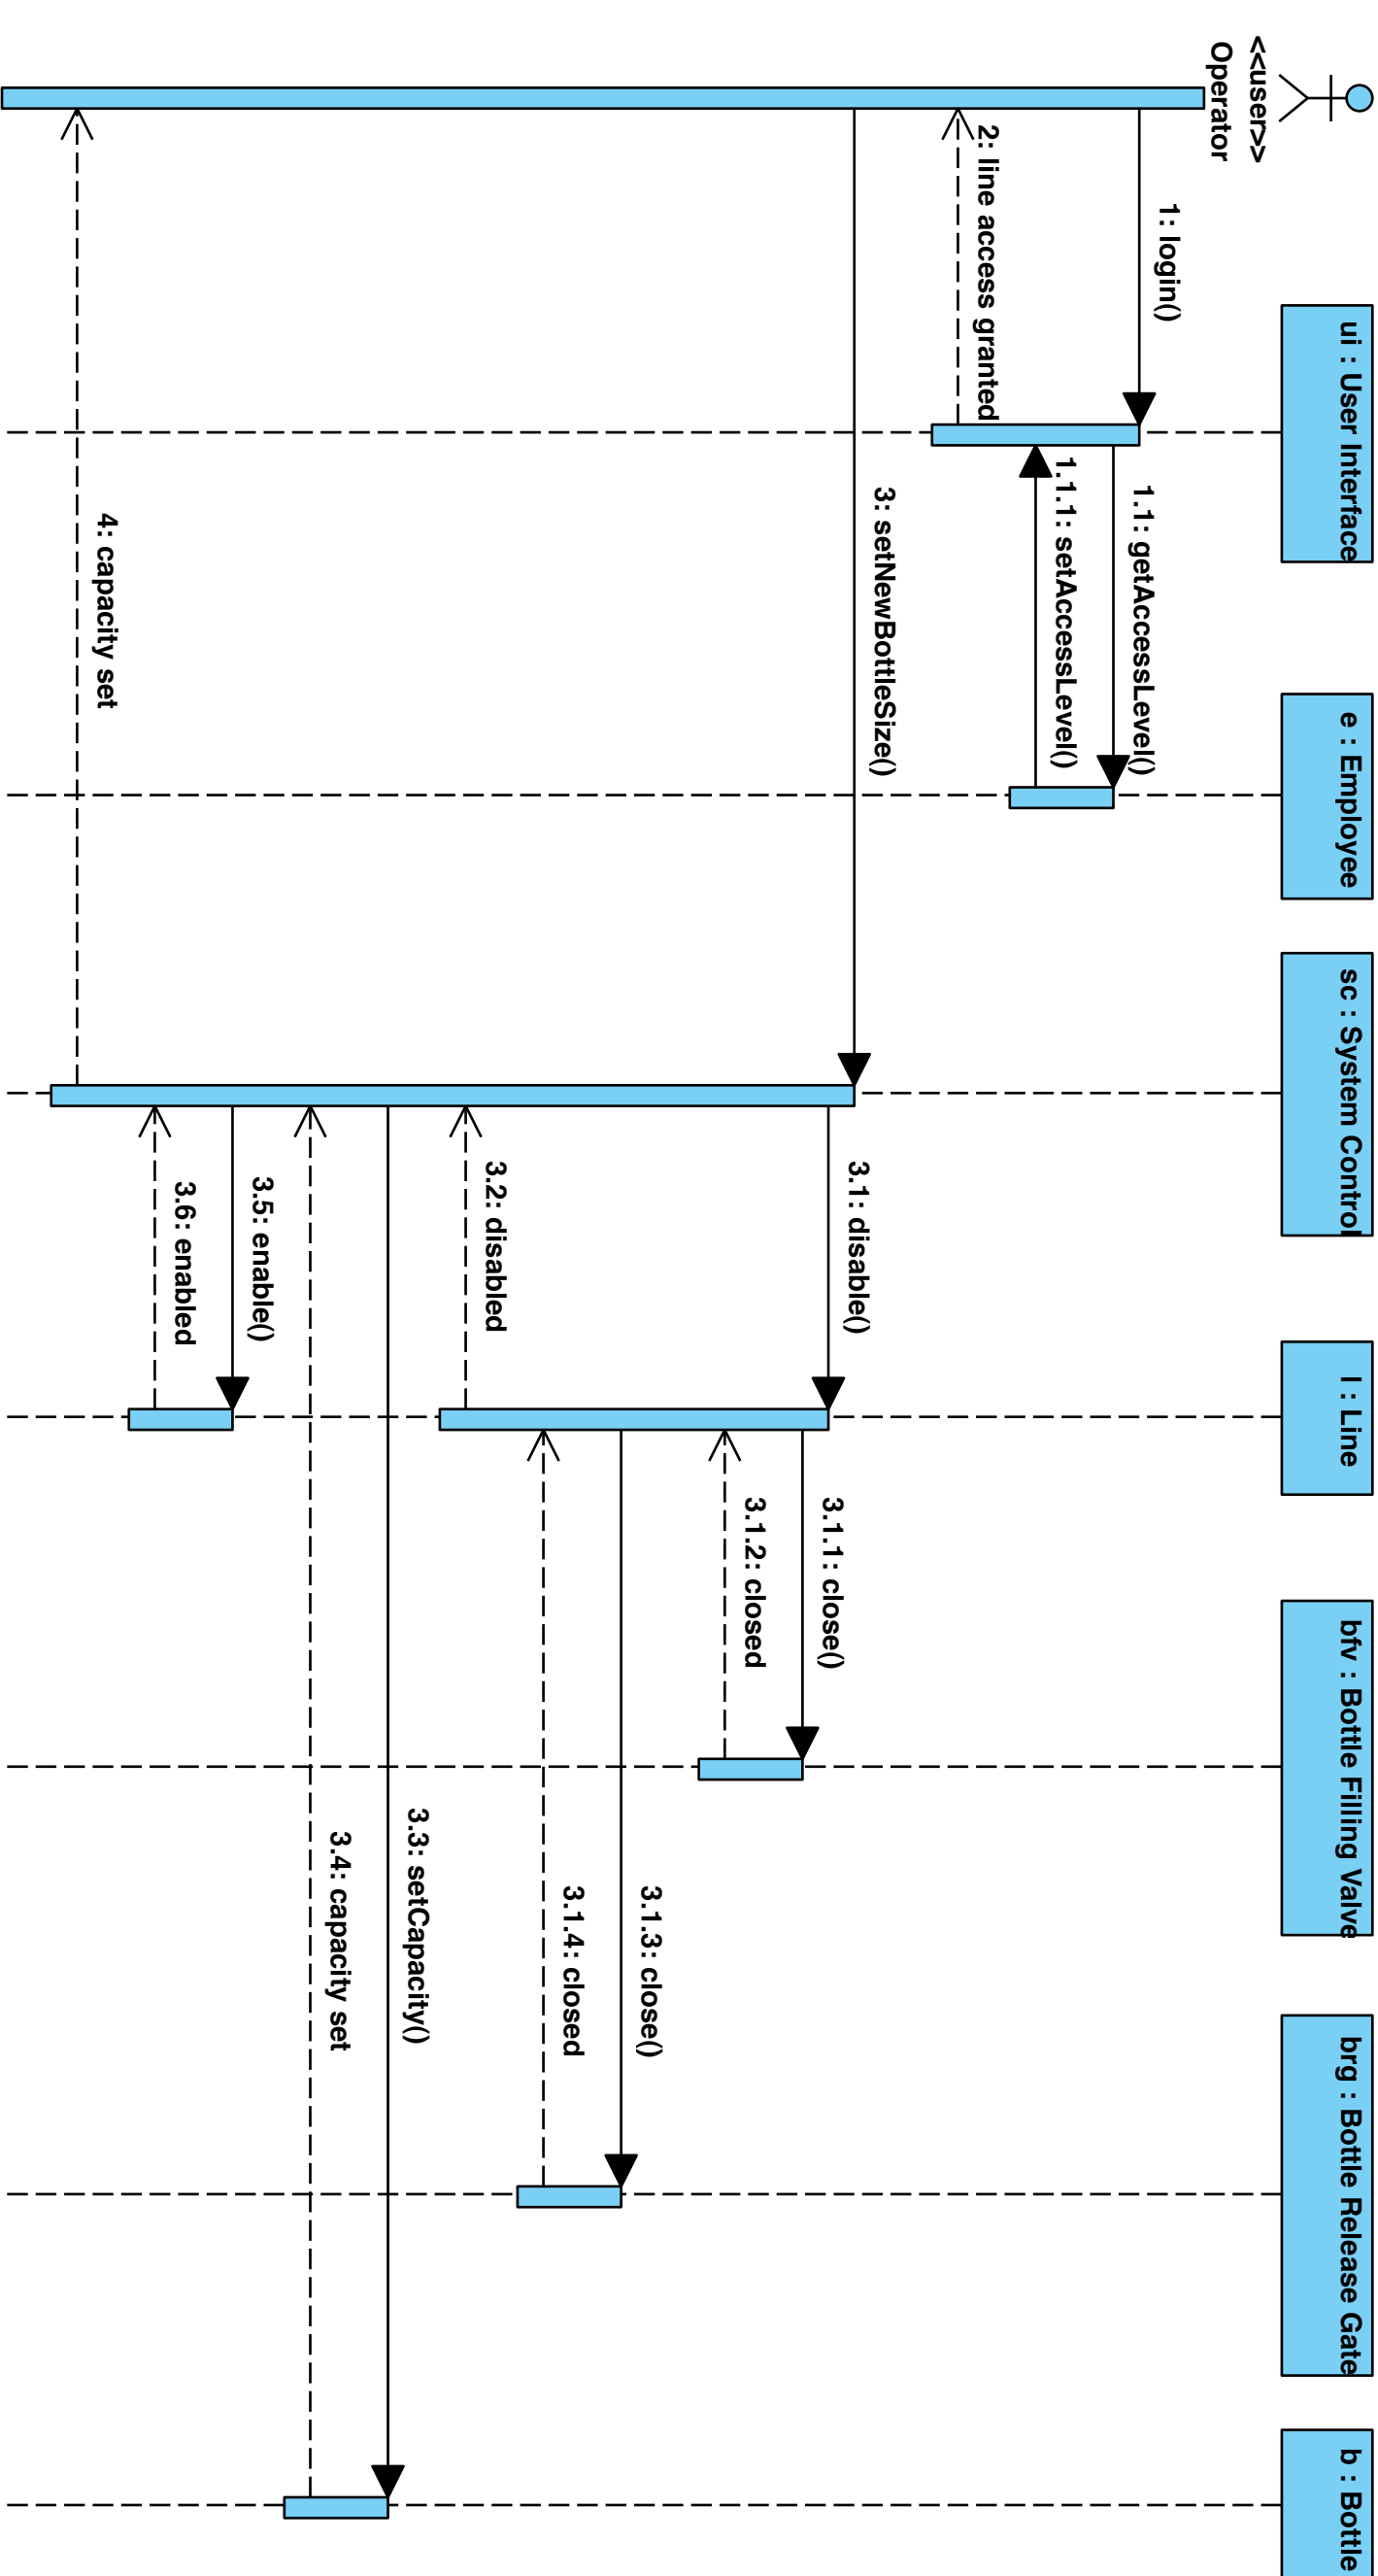 <<user>>
Operator
ui : User Interface
e : Employee
sc : System Control
l : Line
bfv : Bottle Filling Valve
brg : Bottle Release Gate
b : Bottle
1: login()
1.1: getAccessLevel()
1.1.1: setAccessLevel()
2: line access granted
3: setNewBottleSize()
3.1: disable()
3.1.1: close()
3.1.2: closed
3.1.3: close()
3.1.4: closed
3.2: disabled
3.3: setCapacity()
3.4: capacity set
3.5: enable()
3.6: enabled
4: capacity set